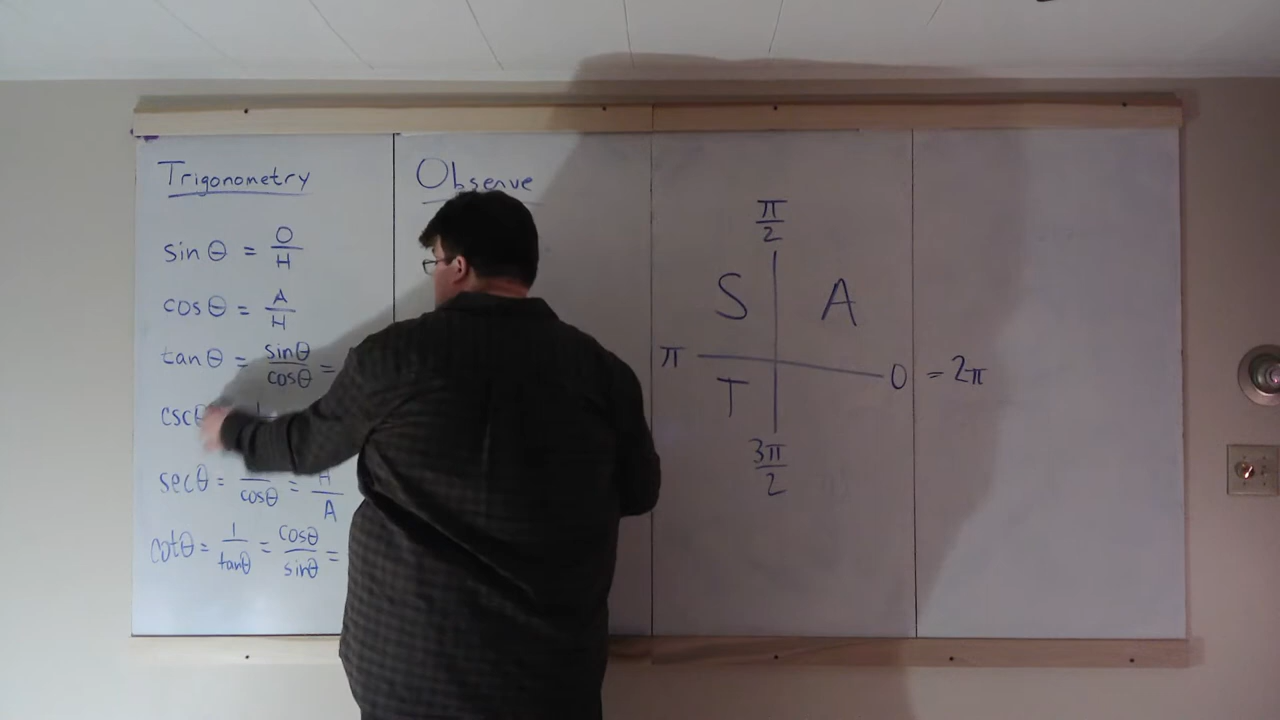 Trigonometry
sin θ = O/H
cos θ = A/H
tan θ = sinθ/cosθ =
cscθ 1
secθ = /cosθ = H/A
cotθ = 1/tanθ = cosθ/sinθ =
Observe
π/2
S A
π 0 = 2π
T
3π/2